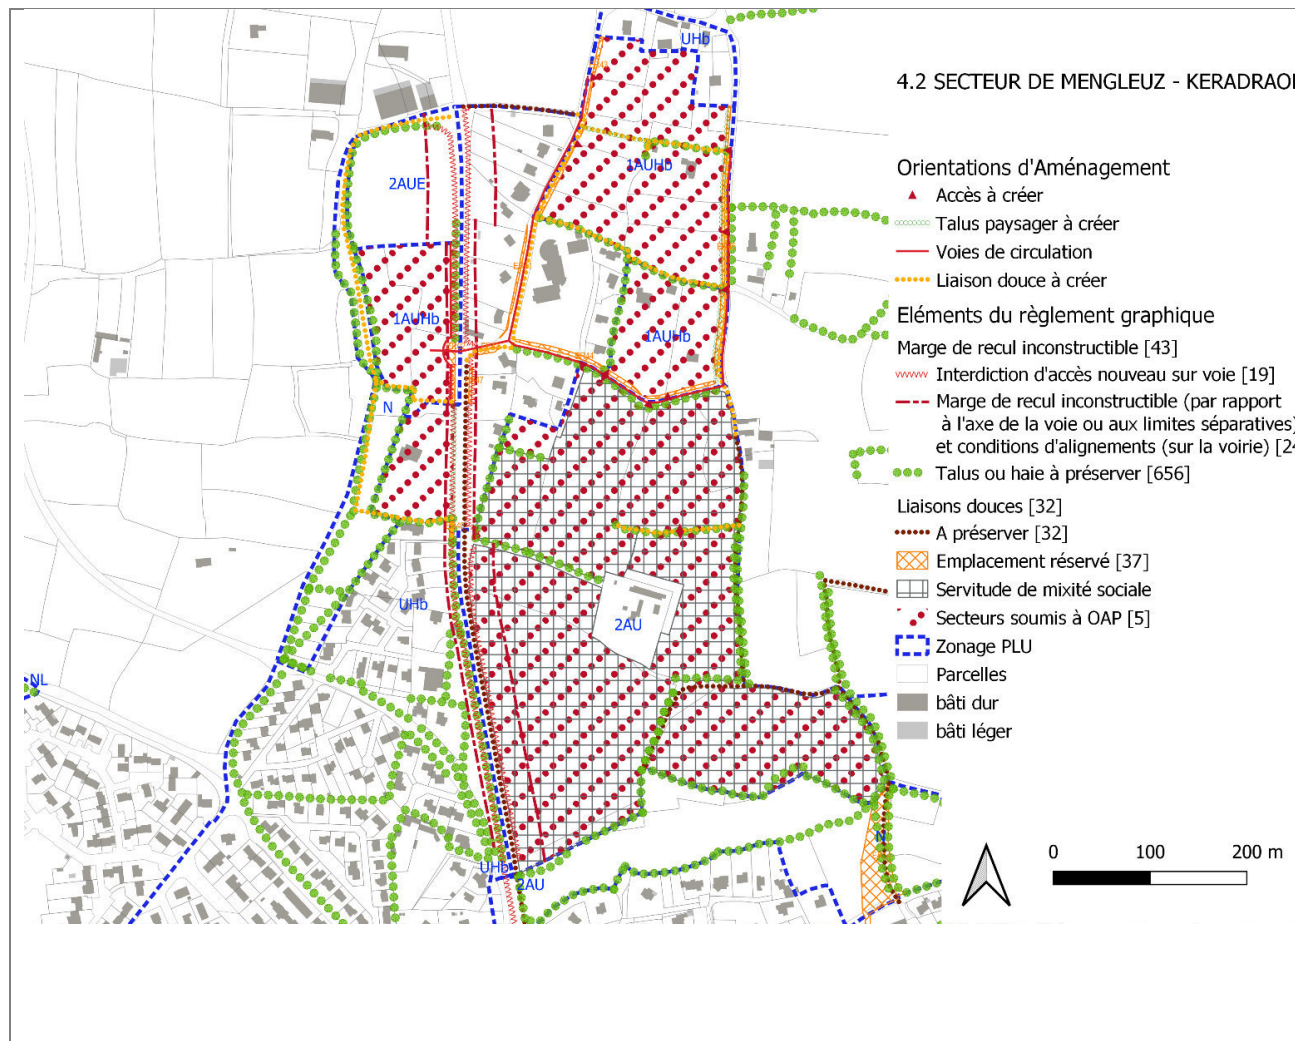 4.2 SECTEUR DE MENGLEUZ - KERADRAO
Orientations d'Aménagement
Accès à créer
Talus paysager à créer
Voies de circulation
Liaison douce à créer
Eléments du règlement graphique
Marge de recul inconstructible [43]
Interdiction d'accès nouveau sur voie [19]
Marge de recul inconstructible (par rapport
à l'axe de la voie ou aux limites séparatives)
et conditions d'alignements (sur la voirie) [24
Talus ou haie à préserver [656]
Liaisons douces [32]
A préserver [32]
Emplacement réservé [37]
Servitude de mixité sociale
Secteurs soumis à OAP [5]
Zonage PLU
Parcelles
bâti dur
bâti léger
0 100 200 m
UHb
1AUHb
2AUE
1AUHb
1AUHb
N
UHb
2AU
NL
N
UHb
2AU